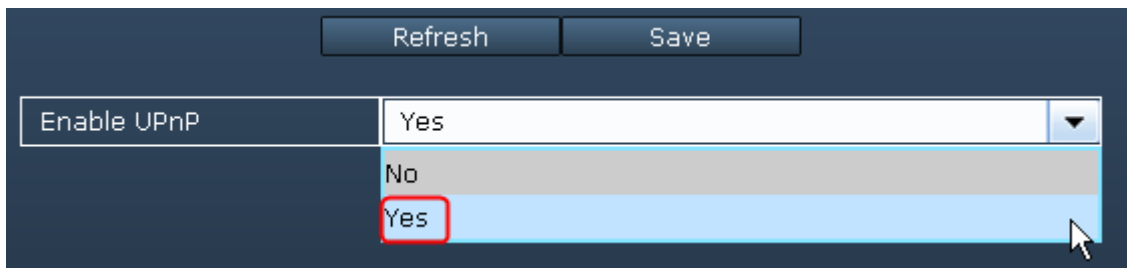 Refresh Save
Enable UPnP Yes
No
Yes